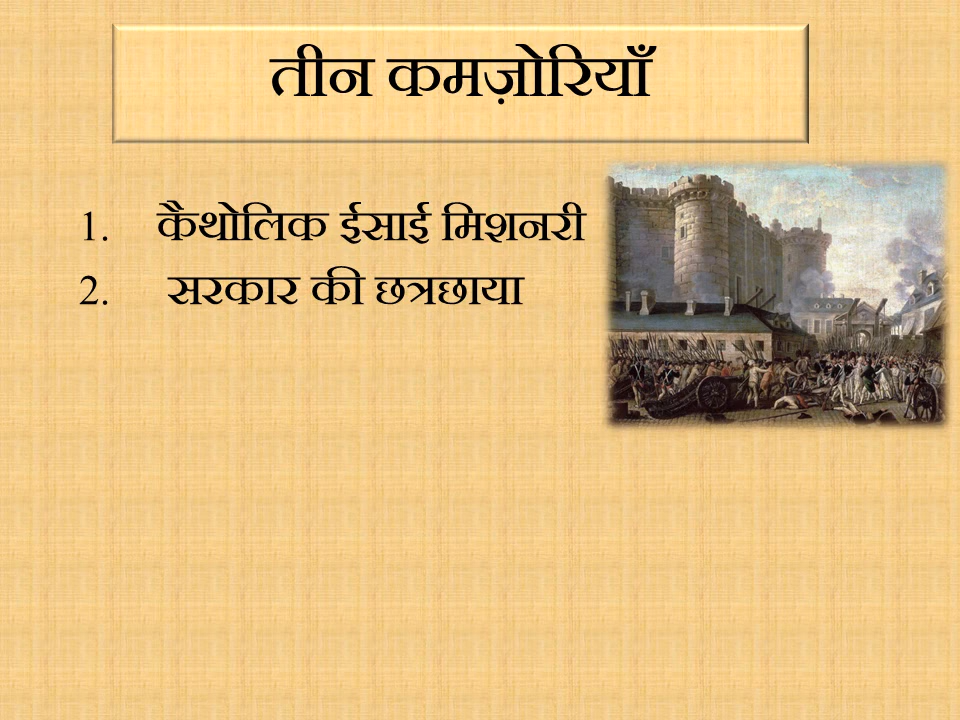 तीन कमज़ोरियाँ
1. कैथोलिक ईसाई मिशनरी
2. सरकार की छत्रछाया